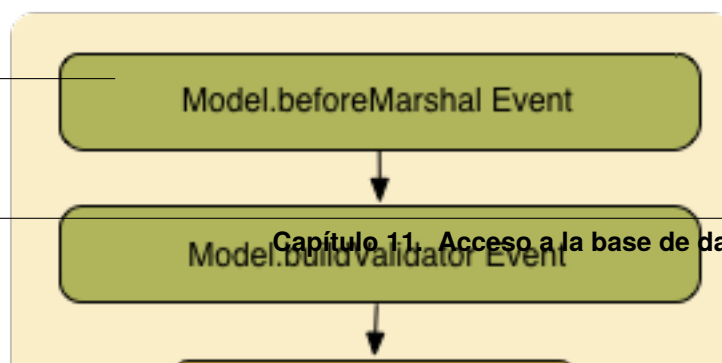 Model.beforeMarshal Event
Capítulo 11. Acceso a la base de da
Model.buildValidator Event